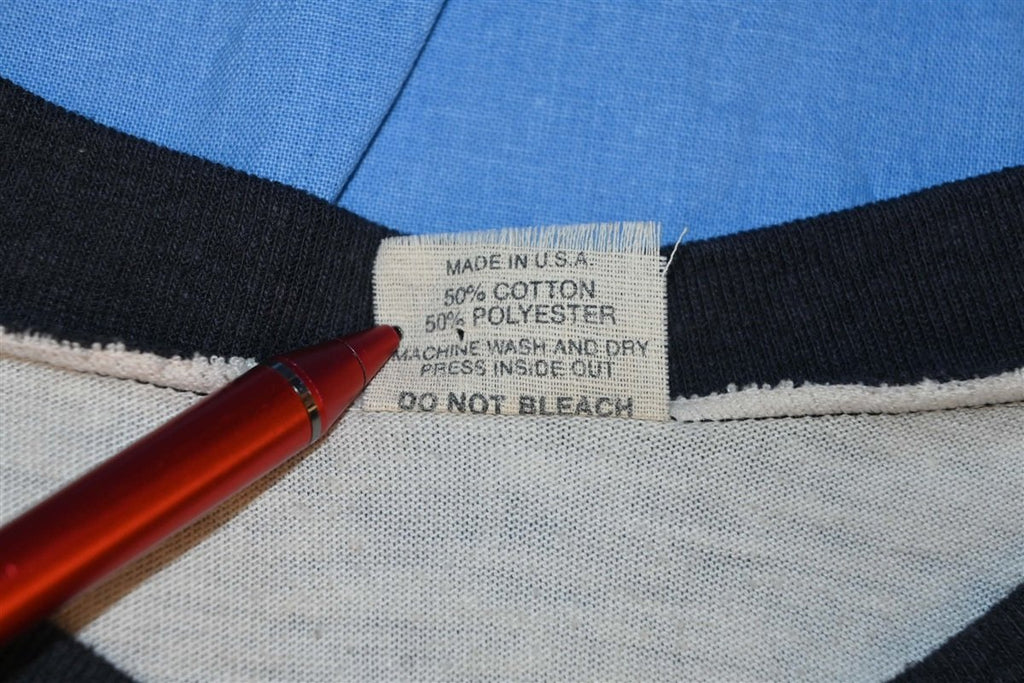 MADE IN U.S.A.
50% COTTON
50% POLYESTER
MACHINE WASH AND DRY
PRESS INSIDE OUT
DO NOT BLEACH